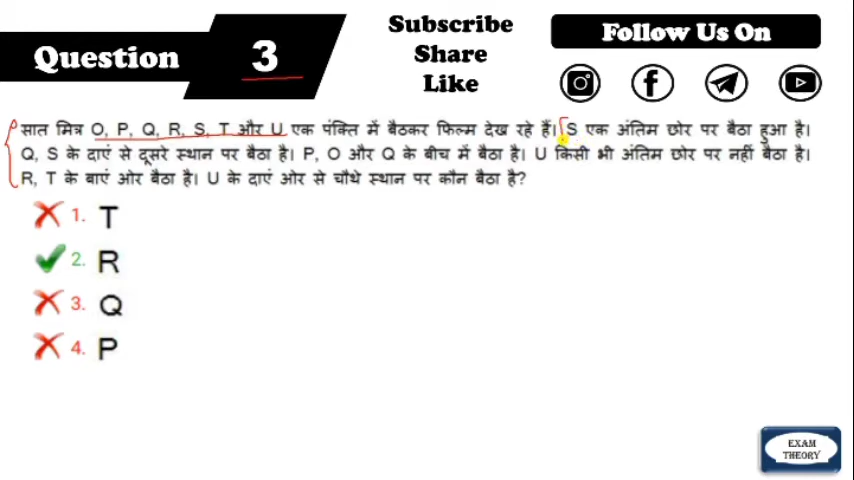 Question
3
Subscribe
Share
Like
Follow Us On
सात मित्र O, P, Q, R, S, T और U एक पंक्ति में बैठकर फिल्म देख रहे हैं। S एक अंतिम छोर पर बैठा हुआ है।
Q, S के दाएं से दूसरे स्थान पर बैठा है। P, O और Q के बीच में बैठा है। U किसी भी अंतिम छोर पर नहीं बैठा है।
R, T के बाएं ओर बैठा है। U के दाएं ओर से चौथे स्थान पर कौन बैठा है?
1. T
2. R
3. Q
4. P
EXAM
THEORY